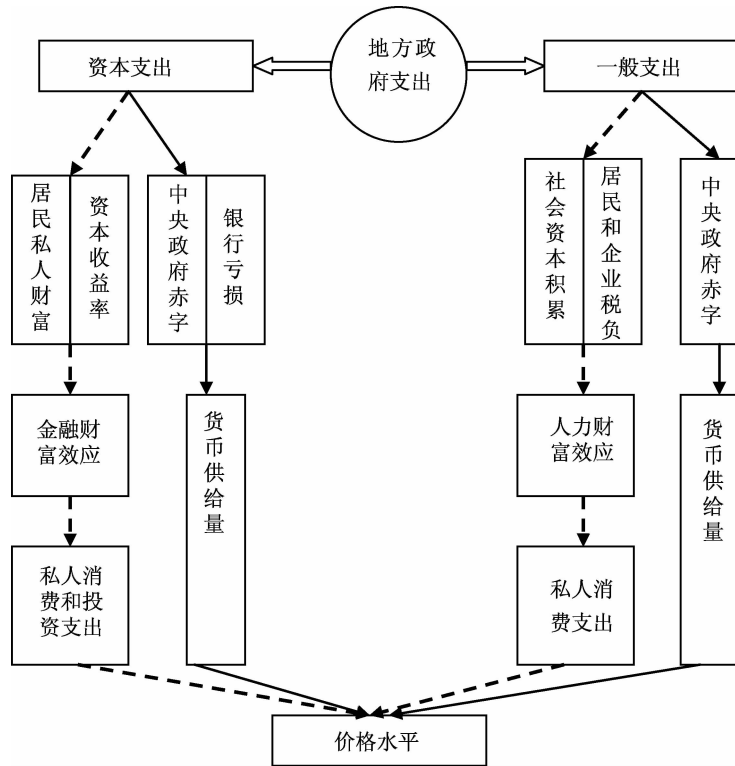 地方政
府支出
资本支出
一般支出
居民私人财富
资本收益率
中央政府赤字
银行亏损
社会资本积累
居民和企业税负
中央政府赤字
金融财
富效应
货币供给量
人力财
富效应
货币供给量
私人消
费和投
资支出
私人消
费支出
价格水平